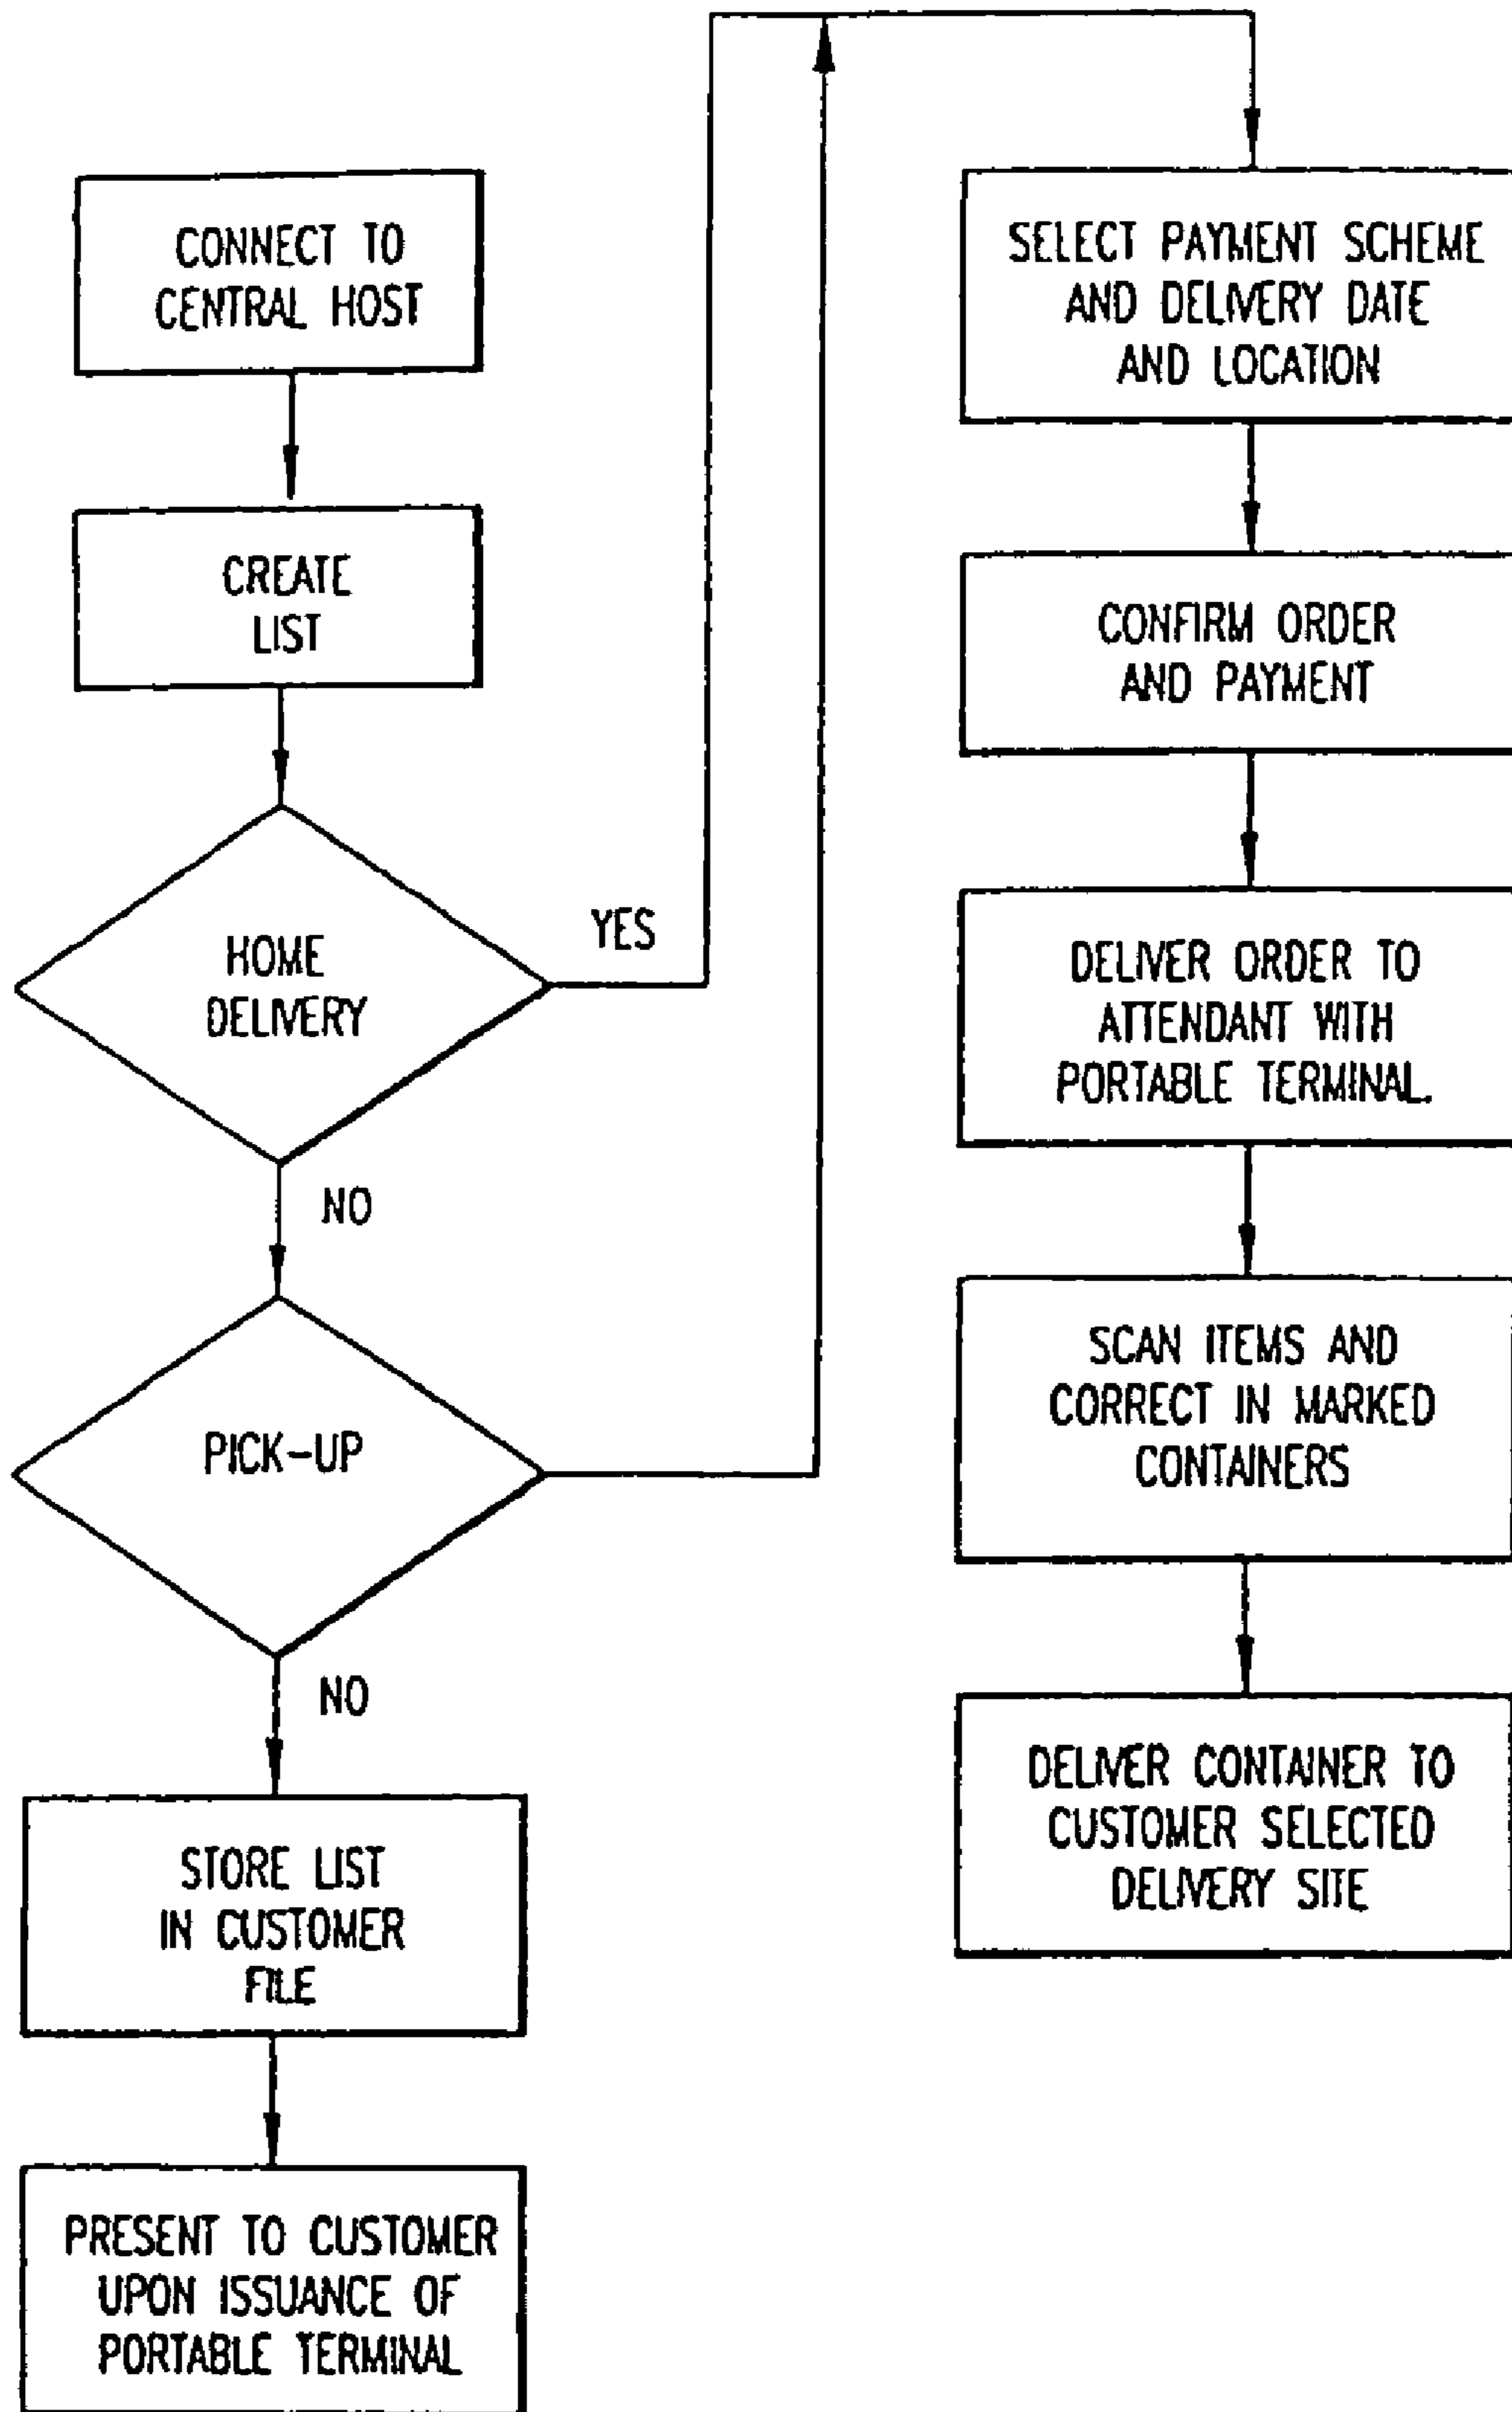 CONNECT TO
CENTRAL HOST
CREATE
LIST
HOME
DELIVERY
YES
NO
PICK-UP
NO
STORE LIST
IN CUSTOMER
FILE
PRESENT TO CUSTOMER
UPON ISSUANCE OF
PORTABLE TERMINAL
SELECT PAYMENT SCHEME
AND DELIVERY DATE
AND LOCATION
CONFIRM ORDER
AND PAYMENT
DELIVER ORDER TO
ATTENDANT WITH
PORTABLE TERMINAL.
SCAN ITEMS AND
CORRECT IN MARKED
CONTAINERS
DELIVER CONTAINER TO
CUSTOMER SELECTED
DELIVERY SITE